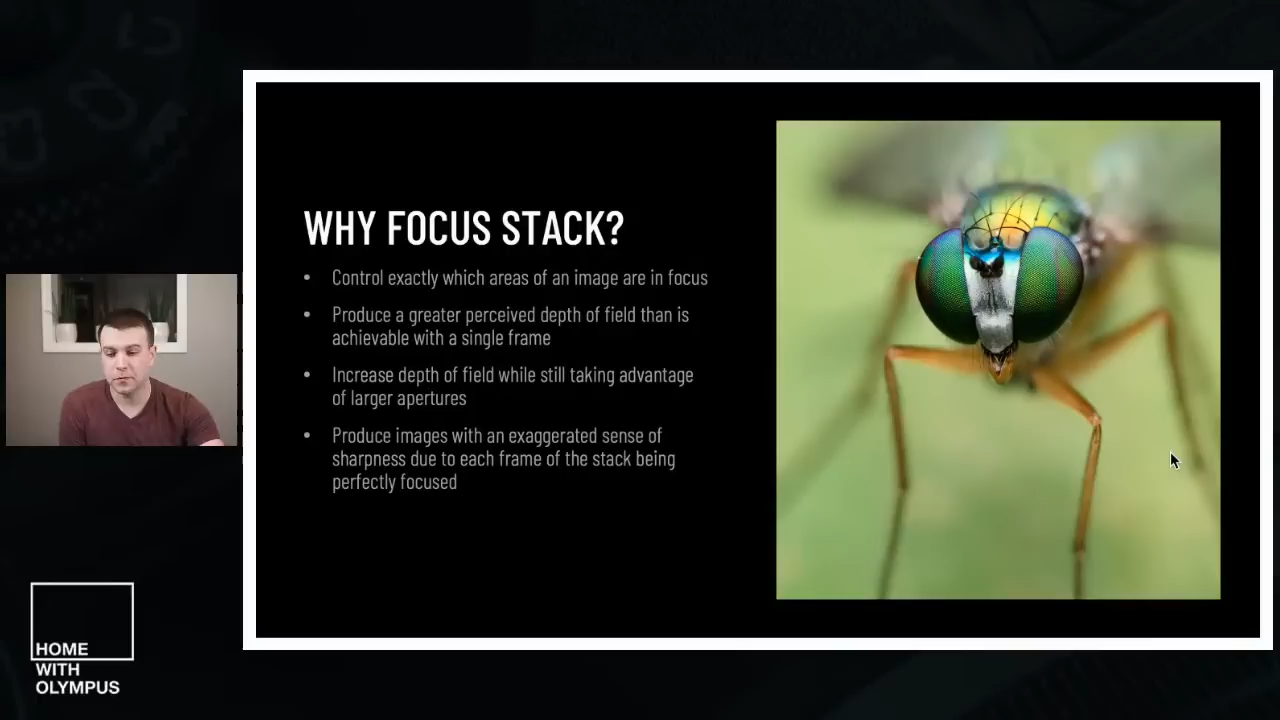 WHY FOCUS STACK?
• Control exactly which areas of an image are in focus
• Produce a greater perceived depth of field than is
achievable with a single frame
• Increase depth of field while still taking advantage
of larger apertures
• Produce images with an exaggerated sense of
sharpness due to each frame of the stack being
perfectly focused
HOME
WITH
OLYMPUS